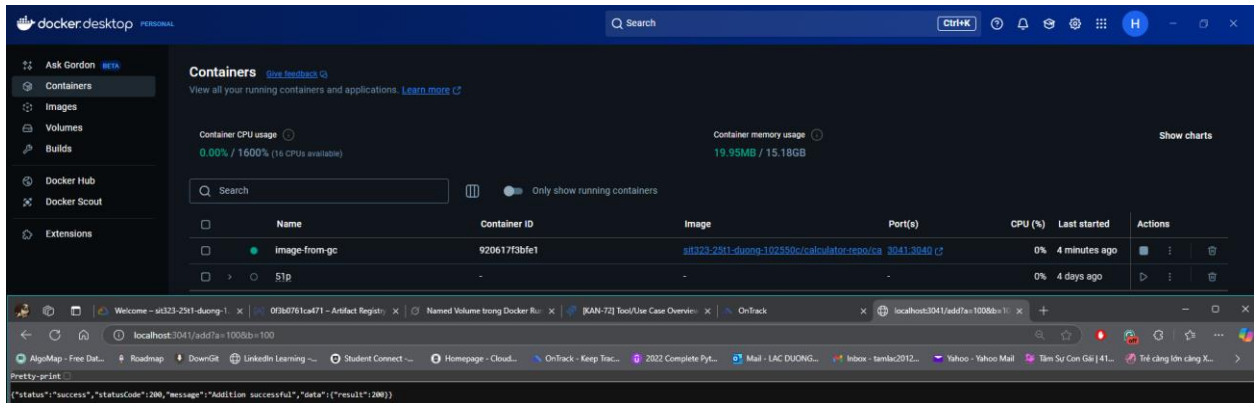 docker.desktop PERSONAL
Search
Ctrl+K
H
Ask Gordon BETA
Containers
Images
Volumes
Builds
Docker Hub
Docker Scout
Extensions
Containers Give feedback
View all your running containers and applications. Learn more
Container CPU usage
0.00% / 1600% (16 CPUs available)
Container memory usage
19.95MB / 15.18GB
Show charts
Search
Only show running containers
Name Container ID Image Port(s) CPU (%) Last started Actions
image-from-gc 920617f3bfe1 sit323-25t1-duong-102550c/calculator-repo/ca 3041:3040 0% 4 minutes ago
51p - - - 0% 4 days ago
Welcome – sit323-25t1-duong-1 0f3b0761ca471 – Artifact Registry Named Volume trong Docker Ru [KAN-72] Tool/Use Case Overview OnTrack localhost:3041/add?a=100&b=10
localhost:3041/add?a=100&b=100
AlgoMap - Free Dat... Roadmap DownGit LinkedIn Learning -... Student Connect -... Homepage - Cloud... OnTrack - Keep Trac... 2022 Complete Pyt... Mail - LAC DUONG... Inbox - tamlac2012... Yahoo - Yahoo Mail Tâm Sự Con Gái | 41... Trẻ càng lớn càng X...
Pretty-print
{"status":"success","statusCode":200,"message":"Addition successful","data":{"result":200}}